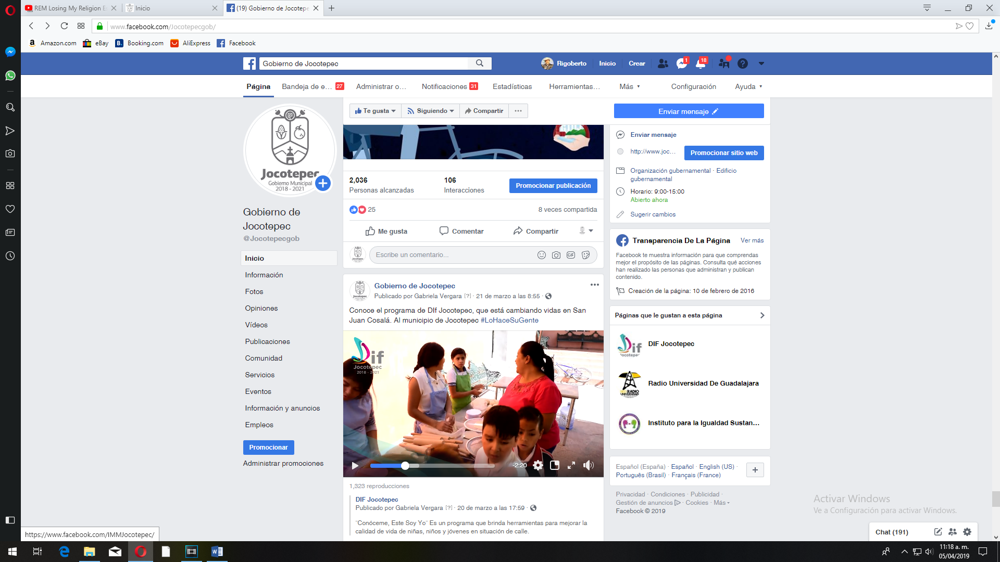 REM Losing My Religion E
Inicio
(19) Gobierno de Jocotepe
www.facebook.com/Jocotepecgob/
Amazon.com
eBay
Booking.com
AliExpress
Facebook
Gobierno de Jocotepec
Rigoberto
Inicio
Crear
1
18
Página
Bandeja de e... 27
Administrar o...
Notificaciones 31
Estadísticas
Herramientas...
Más
Configuración
Ayuda
Jocotepec
Gobierno Municipal
2018 - 2021
Gobierno de
Jocotepec
@Jocotepecgob
Inicio
Información
Fotos
Opiniones
Vídeos
Publicaciones
Comunidad
Servicios
Eventos
Información y anuncios
Empleos
Promocionar
Administrar promociones
Te gusta
Siguiendo
Compartir
Enviar mensaje
2,036
Personas alcanzadas
106
Interacciones
Promocionar publicación
25
8 veces compartida
Me gusta
Comentar
Compartir
Escribe un comentario...
GIF
Gobierno de Jocotepec
Publicado por Gabriela Vergara [?] · 21 de marzo a las 8:55 ·
Conoce el programa de DIf Jocotepec, que está cambiando vidas en San
Juan Cosalá. Al municipio de Jocotepec #LoHaceSuGente
Dif
Jocotepec
2018 - 2021
-2:20
1,323 reproducciones
DIF Jocotepec
Publicado por Gabriela Vergara [?] · 20 de marzo a las 17:59 ·
¨Conóceme, Este Soy Yo¨ Es un programa que brinda herramientas para mejorar la
calidad de vida de niñas, niños y jóvenes en situación de calle.
Enviar mensaje
http://www.joc...
Promocionar sitio web
Organización gubernamental · Edificio
gubernamental
Horario: 9:00-15:00
Abierto ahora
Sugerir cambios
Transparencia De La Página
Ver más
Facebook te muestra información para que comprendas
mejor el propósito de las páginas. Consulta qué acciones
han realizado las personas que administran y publican
contenido.
Creación de la página: 10 de febrero de 2016
Páginas que le gustan a esta página
Dif
Jocotepec
DIF Jocotepec
RADIO
UNIVERSIDAD
Radio Universidad De Guadalajara
Instituto para la Igualdad Sustan...
Español (España) · Español · English (US) ·
Português (Brasil) · Français (France)
Privacidad · Condiciones · Publicidad ·
Gestión de anuncios · Cookies · Más
Facebook © 2019
Activar Windows
Ve a Configuración para activar Windows.
Chat (191)
https://www.facebook.com/IMMJocotepec/
11:18 a. m.
05/04/2019